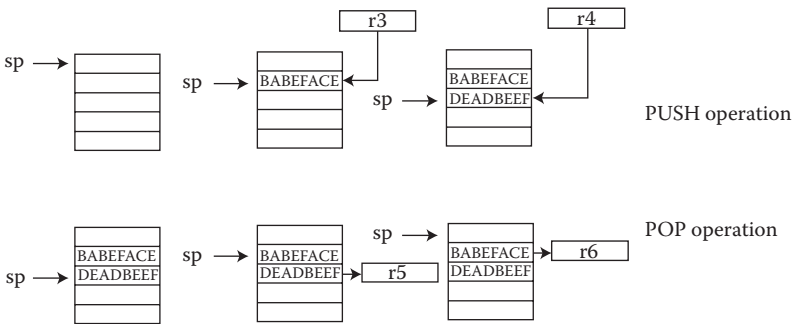 r3
r4
sp
sp
BABEFACE
BABEFACE
sp
DEADBEEF
PUSH operation
sp
POP operation
BABEFACE
sp
BABEFACE
BABEFACE
r6
sp
DEADBEEF
DEADBEEF
r5
DEADBEEF